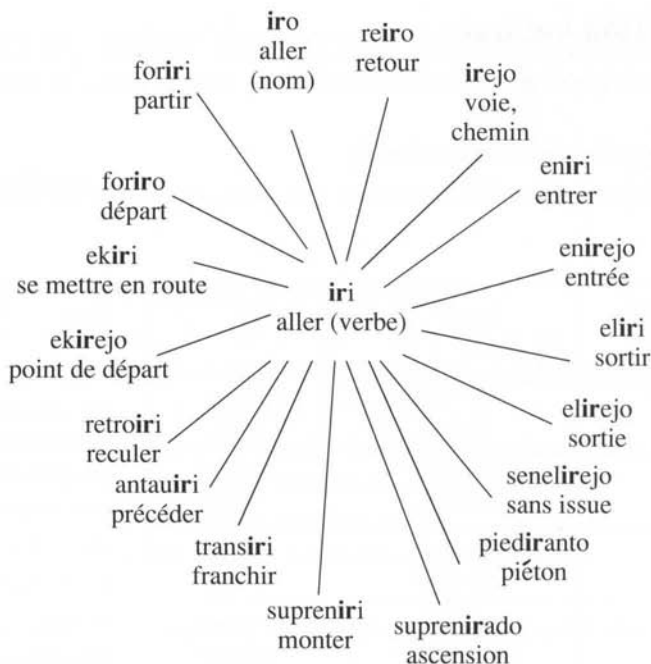 iro
aller
(nom)
reiro
retour
irejo
voie,
chemin
eniri
entrer
enirejo
entrée
eliri
sortir
elirejo
sortie
senelirejo
sans issue
piediranto
piéton
suprenirado
ascension
supreniri
monter
transiri
franchir
antauiri
précéder
retroiri
reculer
ekirejo
point de départ
ekiri
se mettre en route
foriro
départ
foriri
partir
iri
aller (verbe)